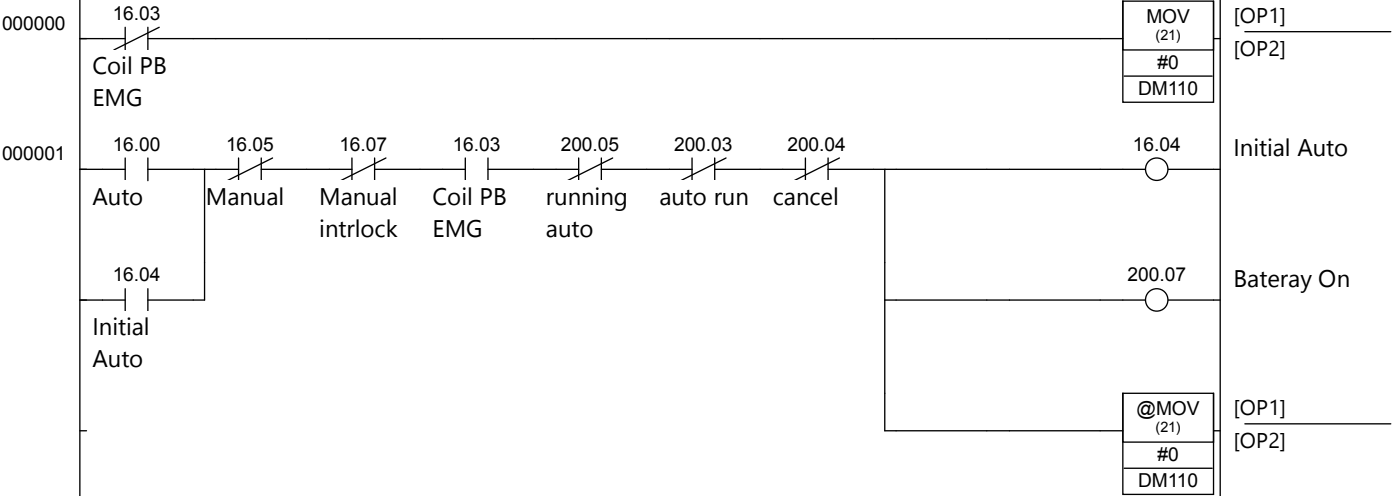 000000
16.03
Coil PB
EMG
MOV
(21)
#0
DM110
[OP1]
[OP2]
000001
16.00 16.05 16.07 16.03 200.05 200.03 200.04 16.04
Auto Manual Manual Coil PB running auto run cancel Initial Auto
intrlock EMG auto
16.04 200.07
Initial Bateray On
Auto
@MOV
(21)
#0
DM110
[OP1]
[OP2]